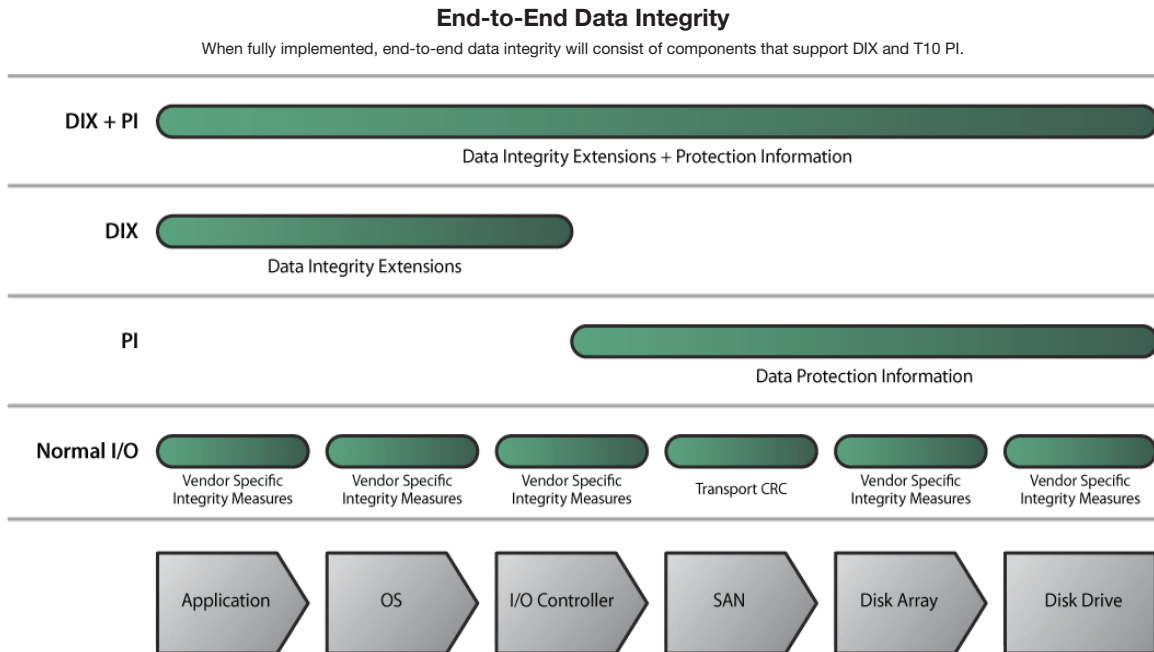 End-to-End Data Integrity
When fully implemented, end-to-end data integrity will consist of components that support DIX and T10 PI.
DIX + PI
Data Integrity Extensions + Protection Information
DIX
Data Integrity Extensions
PI
Data Protection Information
Normal I/O
Vendor Specific
Integrity Measures
Vendor Specific
Integrity Measures
Vendor Specific
Integrity Measures
Transport CRC
Vendor Specific
Integrity Measures
Vendor Specific
Integrity Measures
Application
OS
I/O Controller
SAN
Disk Array
Disk Drive